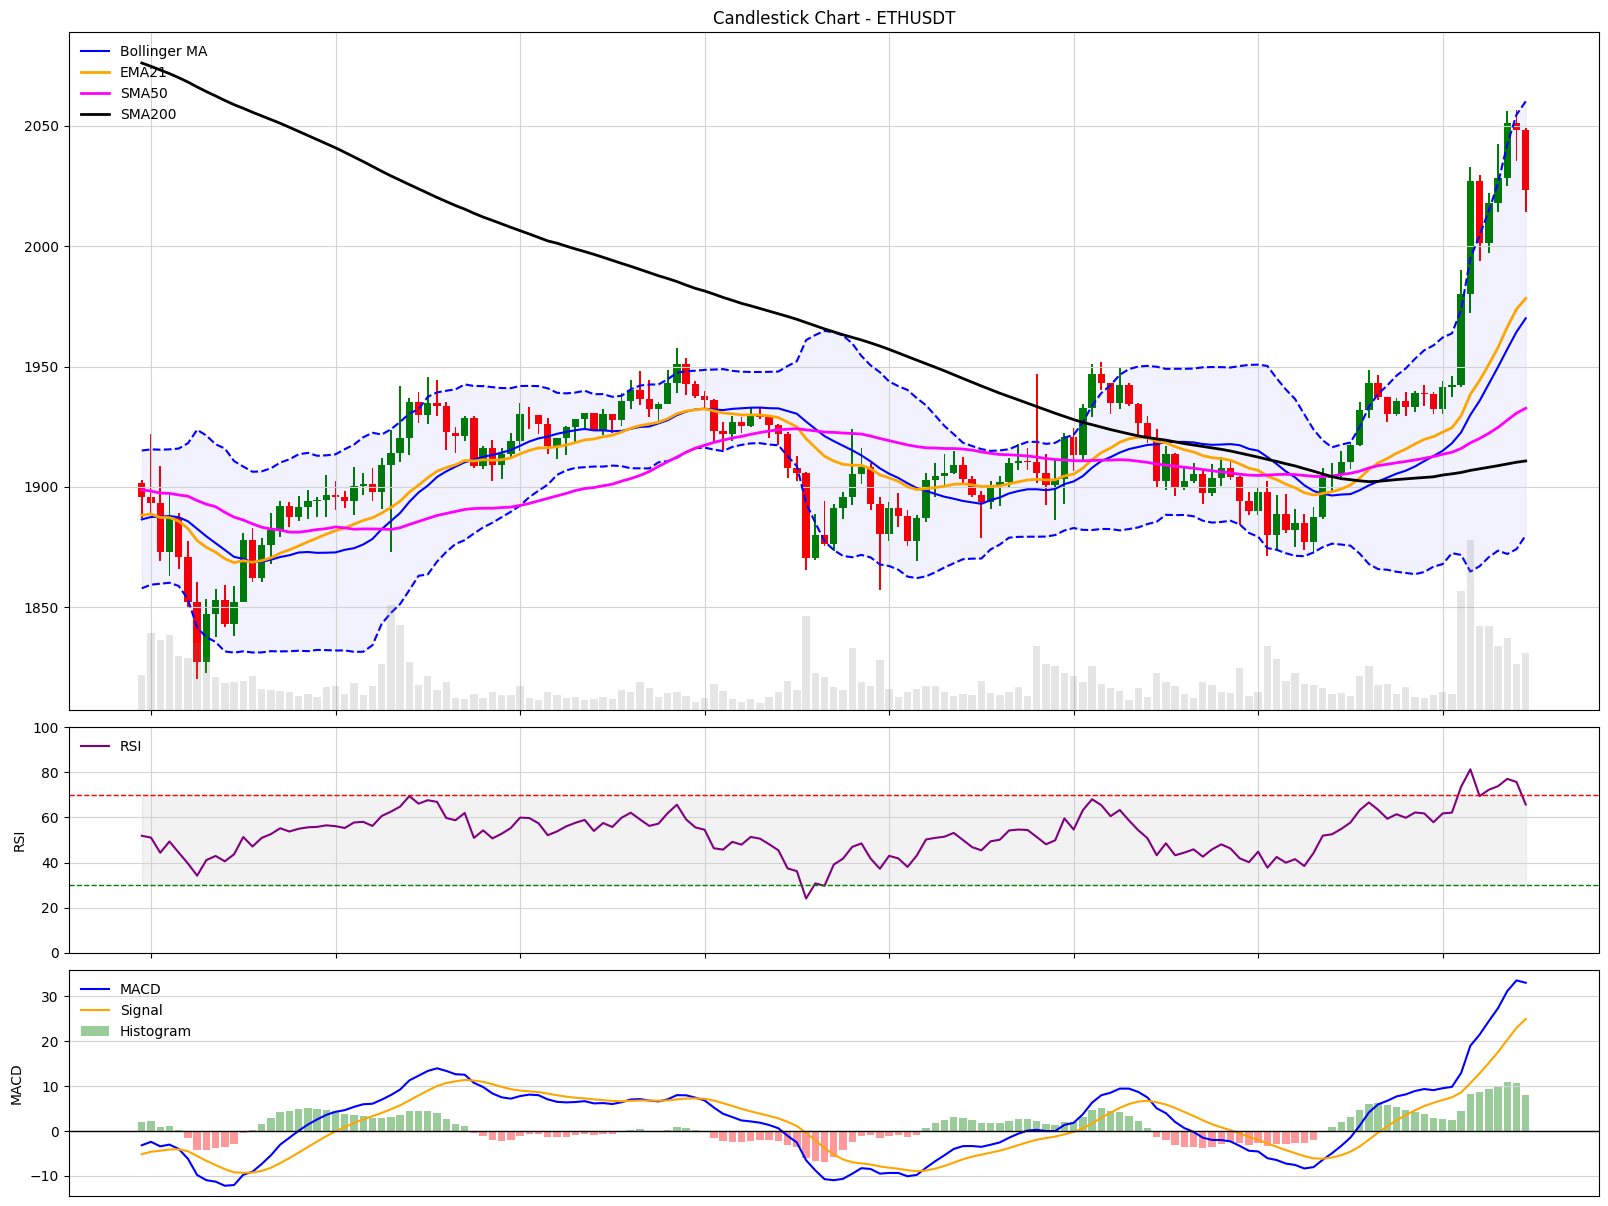 Candlestick Chart - ETHUSDT
Bollinger MA
EMA21
SMA50
SMA200
2050
2000
1950
1900
1850
RSI
100
80
60
40
20
0
RSI
MACD
Signal
Histogram
30
20
10
0
−10
MACD